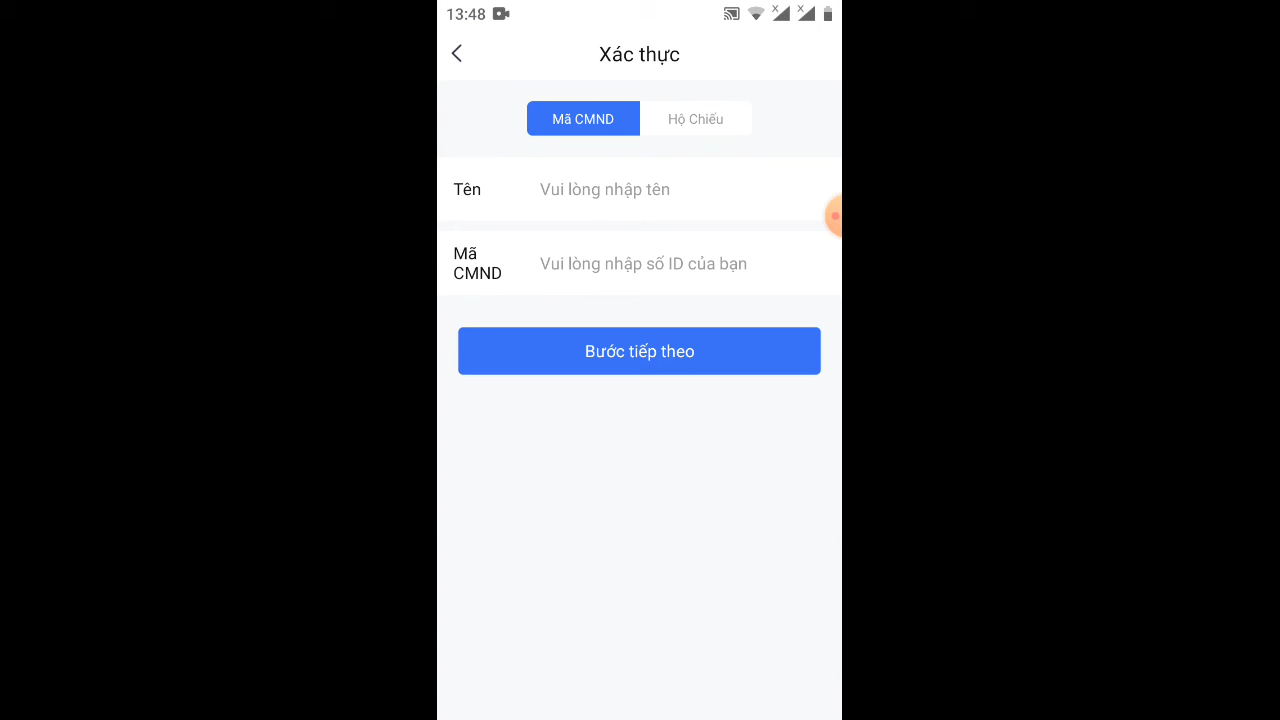 13:48
Xác thực
Mã CMND
Hộ Chiếu
Tên
Vui lòng nhập tên
Mã
CMND
Vui lòng nhập số ID của bạn
Bước tiếp theo